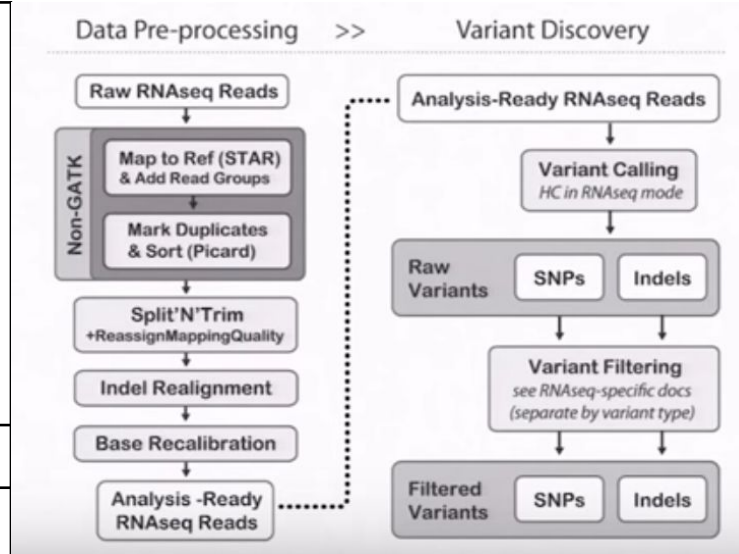 Data Pre-processing >> Variant Discovery
Raw RNAseq Reads
Non-GATK
Map to Ref (STAR)
& Add Read Groups
Mark Duplicates
& Sort (Picard)
Split'N'Trim
+ReassignMappingQuality
Indel Realignment
Base Recalibration
Analysis -Ready
RNAseq Reads
Analysis-Ready RNAseq Reads
Variant Calling
HC in RNAseq mode
Raw
Variants
SNPs
Indels
Variant Filtering
see RNAseq-specific docs
(separate by variant type)
Filtered
Variants
SNPs
Indels